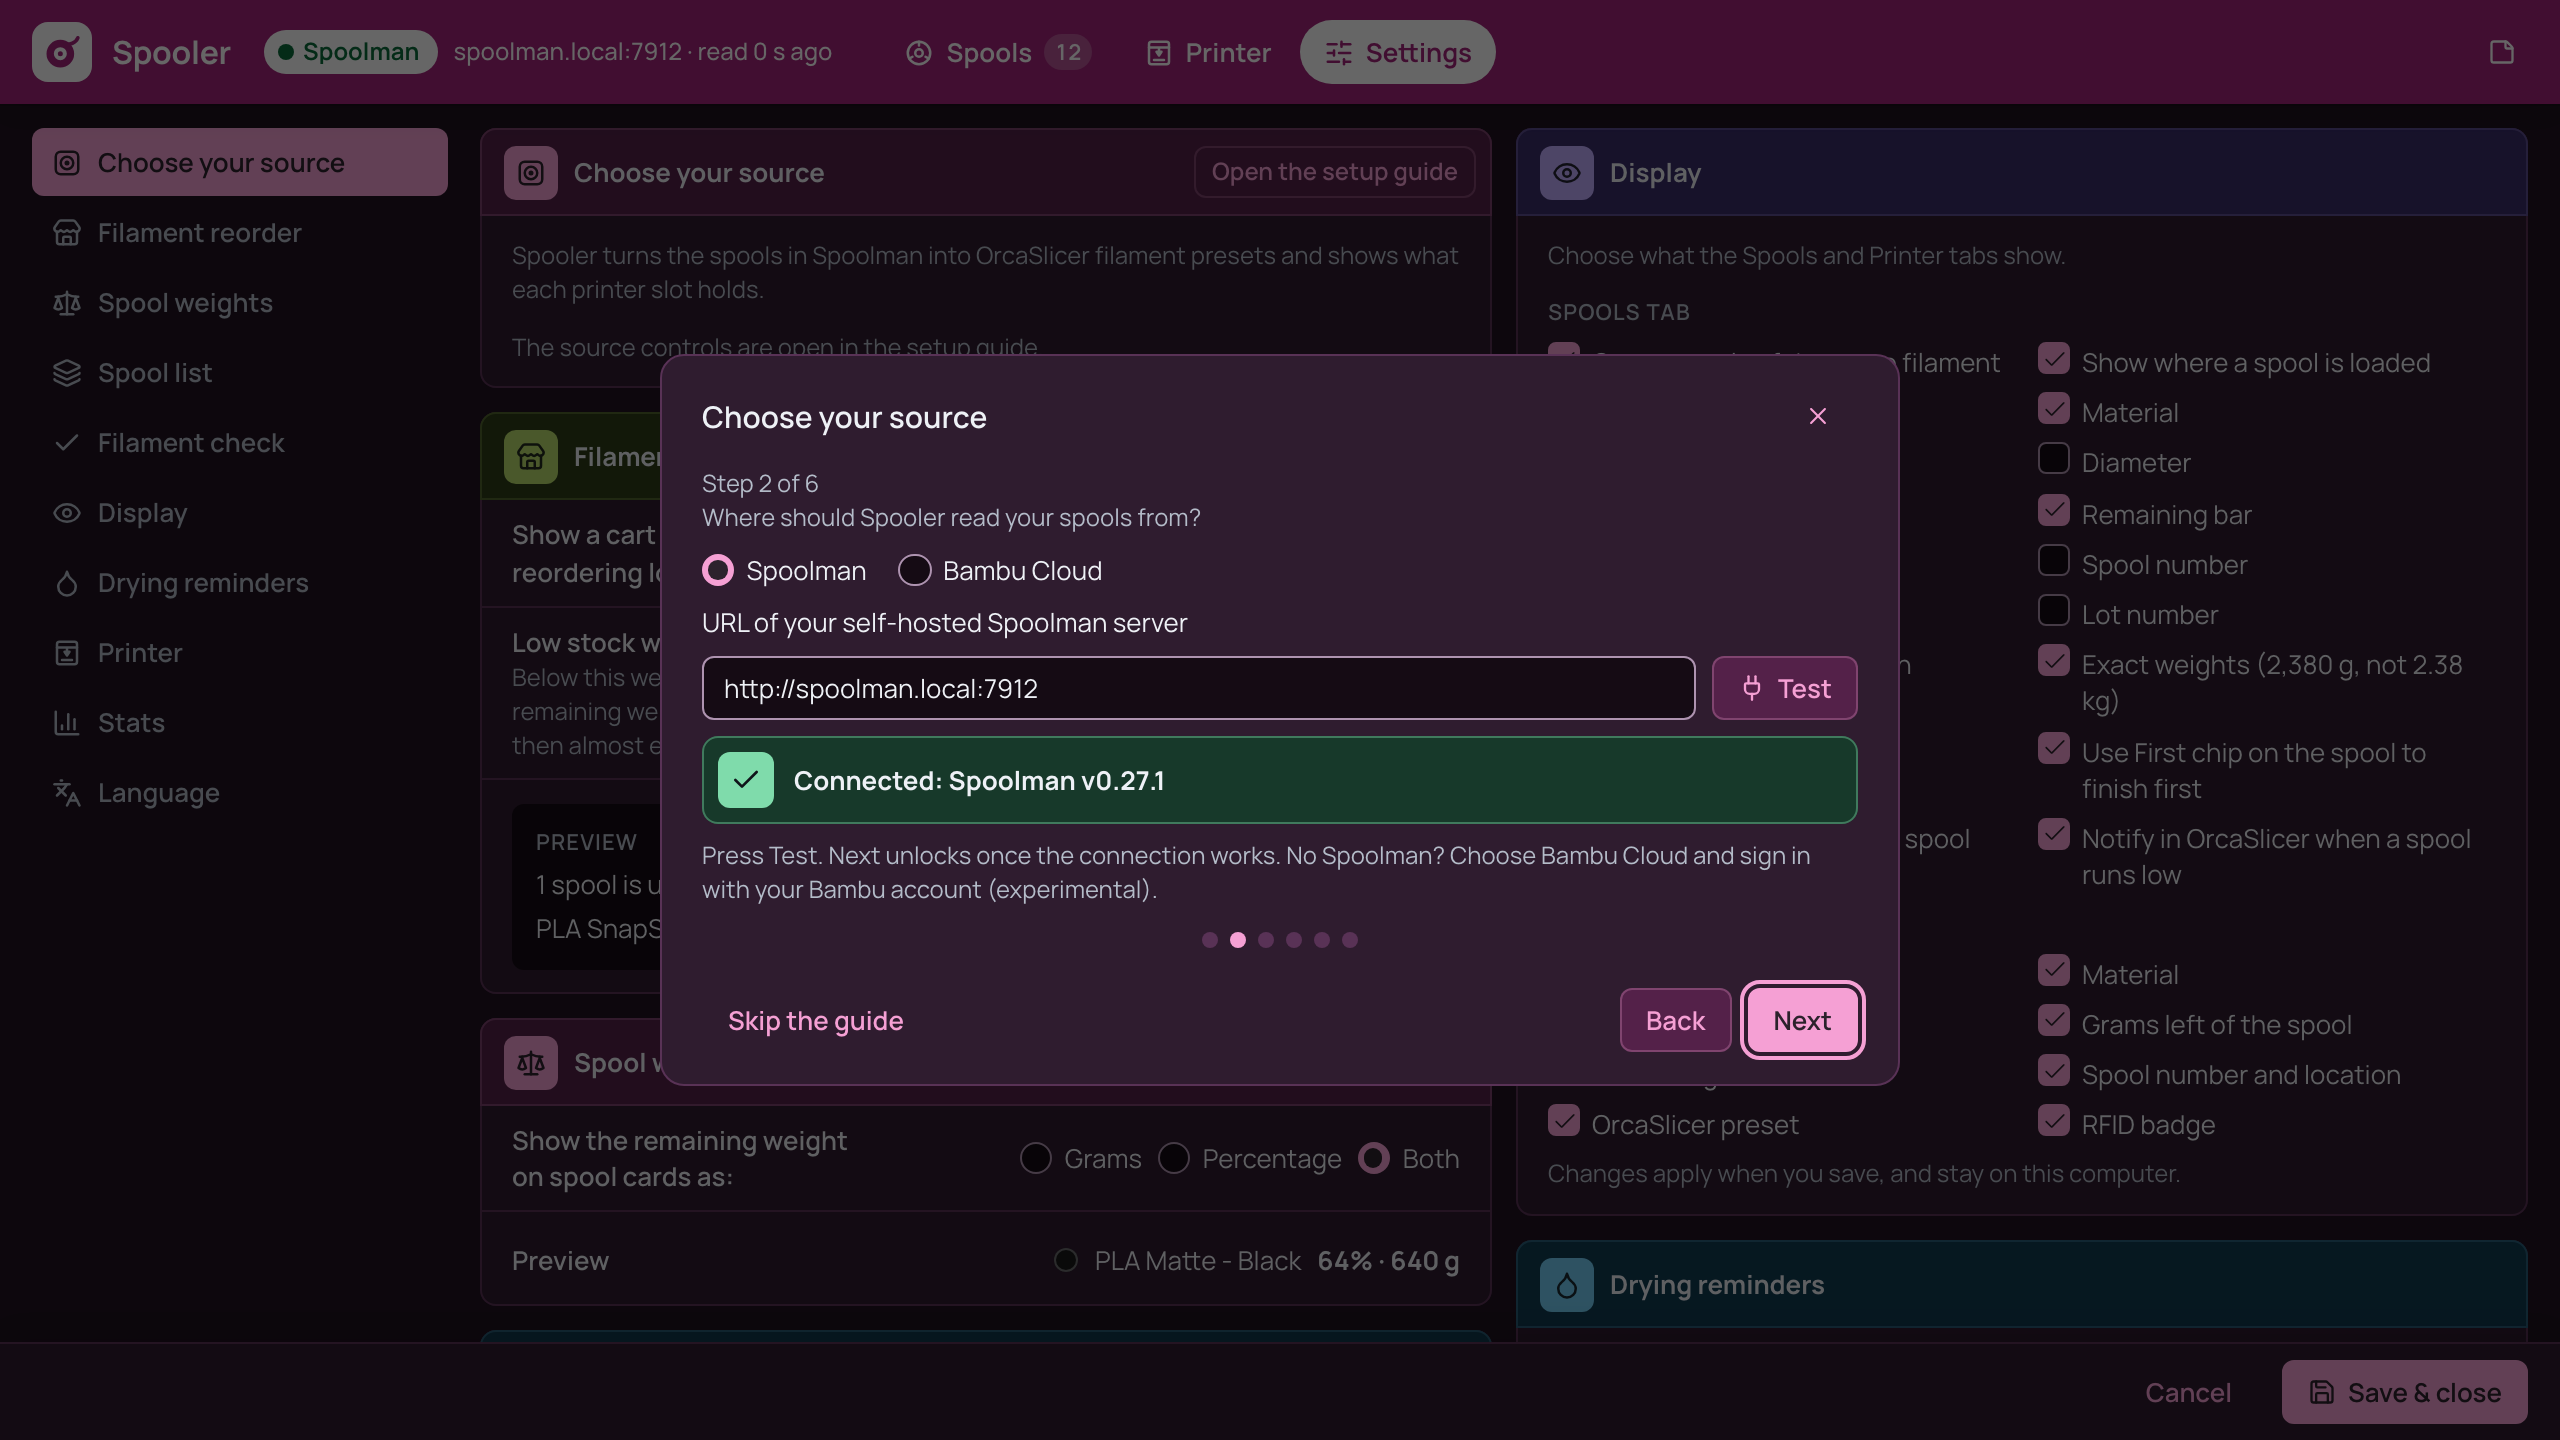 Spooler
Spoolman
spoolman.local:7912 · read 0 s ago
Spools 12
Printer
Settings
Choose your source
Filament reorder
Spool weights
Spool list
Filament check
Display
Drying reminders
Printer
Stats
Language
Choose your source
Open the setup guide
Spooler turns the spools in Spoolman into OrcaSlicer filament presets and shows what
each printer slot holds.
The source controls are open in the setup guide
Show a cart
reordering
Low stock
Below this
remaining
then almost
PREVIEW
1 spool is
PLA
Spool
Show the remaining weight
on spool cards as:
Grams
Percentage
Both
Preview
PLA Matte - Black 64% · 640 g
Choose your source
Step 2 of 6
Where should Spooler read your spools from?
Spoolman
Bambu Cloud
URL of your self-hosted Spoolman server
http://spoolman.local:7912
Test
Connected: Spoolman v0.27.1
Press Test. Next unlocks once the connection works. No Spoolman? Choose Bambu Cloud and sign in
with your Bambu account (experimental).
Skip the guide
Back
Next
Display
Choose what the Spools and Printer tabs show.
SPOOLS TAB
filament
spool
OrcaSlicer preset
Show where a spool is loaded
Material
Diameter
Remaining bar
Spool number
Lot number
Exact weights (2,380 g, not 2.38
kg)
Use First chip on the spool to
finish first
Notify in OrcaSlicer when a spool
runs low
Material
Grams left of the spool
Spool number and location
RFID badge
Changes apply when you save, and stay on this computer.
Drying reminders
Cancel
Save & close